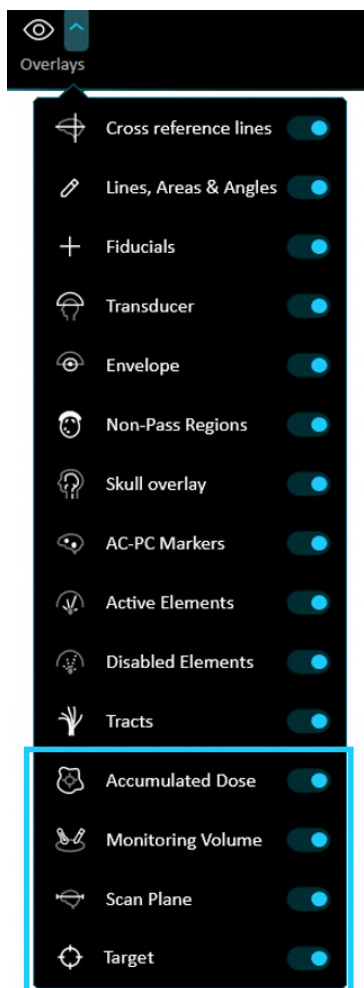 Overlays
Cross reference lines
Lines, Areas & Angles
Fiducials
Transducer
Envelope
Non-Pass Regions
Skull overlay
AC-PC Markers
Active Elements
Disabled Elements
Tracts
Accumulated Dose
Monitoring Volume
Scan Plane
Target